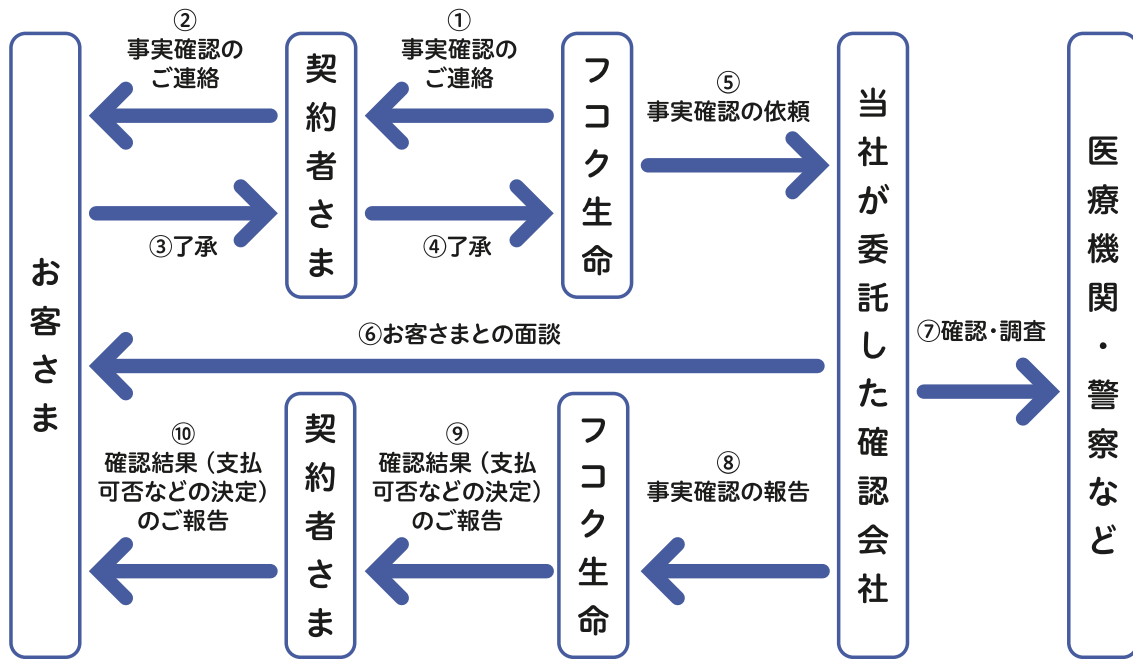 お客さま
②
事実確認の
ご連絡
③了承
契約者さま
①
事実確認の
ご連絡
④了承
フコク生命
⑤
事実確認の依頼
⑥お客さまとの面談
当社が委託した確認会社
⑦確認・調査
医療機関・警察など
⑩
確認結果（支払
可否などの決定）
のご報告
契約者さま
⑨
確認結果（支払
可否などの決定）
のご報告
フコク生命
⑧
事実確認の報告